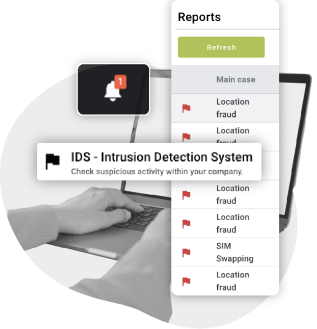 Reports
Refresh
Main case
1
Location
fraud
Location
fraud
IDS - Intrusion Detection System
Check suspicious activity within your company.
Location
fraud
Location
fraud
SIM
Swapping
Location
fraud